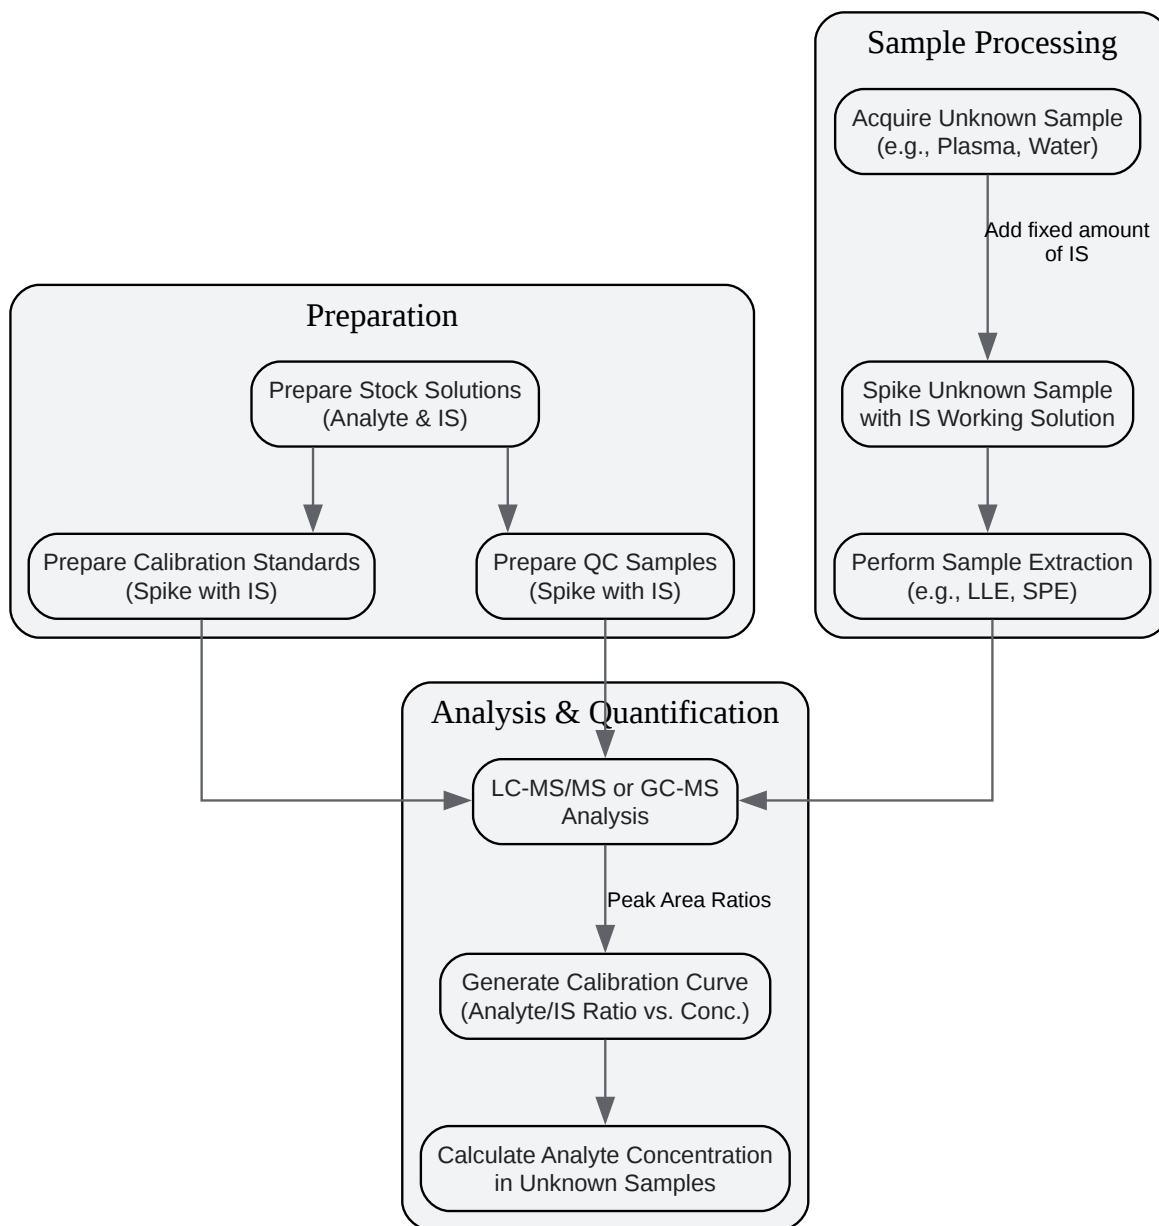 Sample Processing
Acquire Unknown Sample
(e.g., Plasma, Water)
Add fixed amount
of IS
Spike Unknown Sample
with IS Working Solution
Perform Sample Extraction
(e.g., LLE, SPE)
Preparation
Prepare Stock Solutions
(Analyte & IS)
Prepare Calibration Standards
(Spike with IS)
Prepare QC Samples
(Spike with IS)
Analysis & Quantification
LC-MS/MS or GC-MS
Analysis
Peak Area Ratios
Generate Calibration Curve
(Analyte/IS Ratio vs. Conc.)
Calculate Analyte Concentration
in Unknown Samples